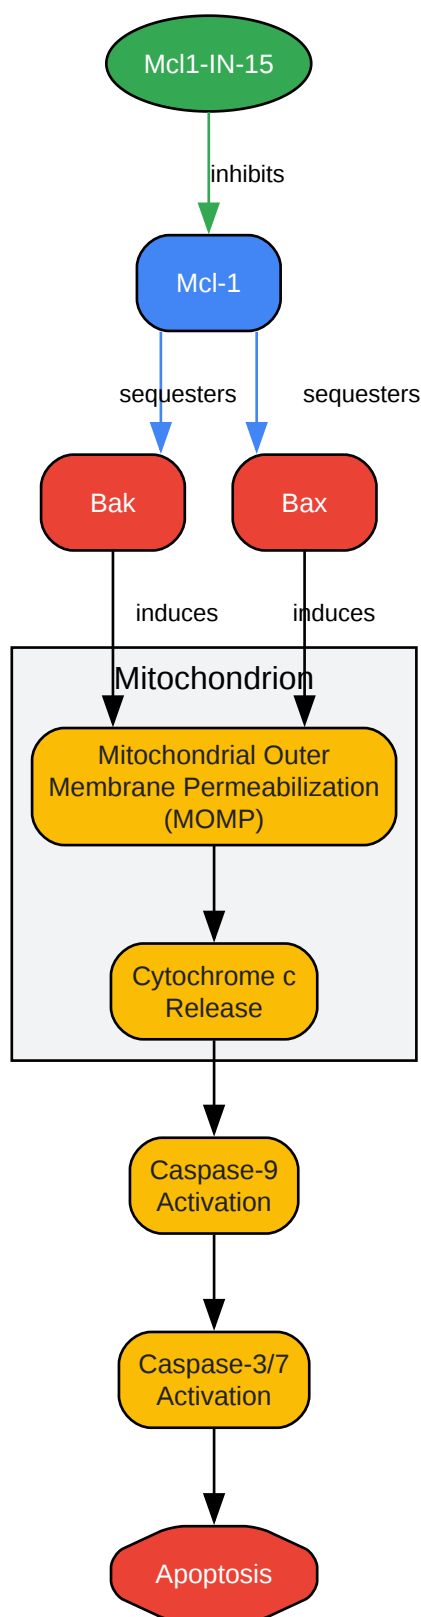 Mcl1-IN-15
inhibits
Mcl-1
sequesters
sequesters
Bak
Bax
induces
induces
Mitochondrion
Mitochondrial Outer
Membrane Permeabilization
(MOMP)
Cytochrome c
Release
Caspase-9
Activation
Caspase-3/7
Activation
Apoptosis